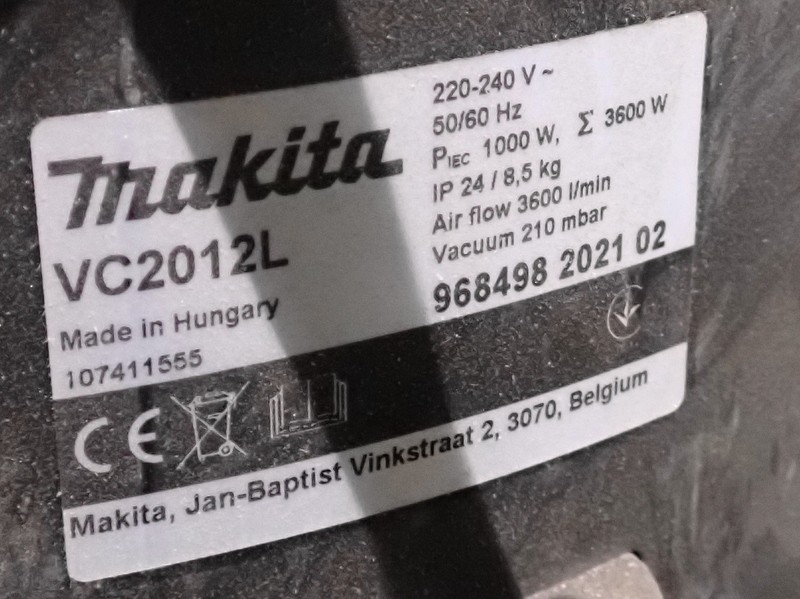 makita
VC2012L
Made in Hungary
107411555
220-240 V ~
50/60 Hz
PIEC 1000 W, Σ 3600 W
IP 24 / 8,5 kg
Air flow 3600 l/min
Vacuum 210 mbar
968498 2021 02
CE
Makita, Jan-Baptist Vinkstraat 2, 3070, Belgium